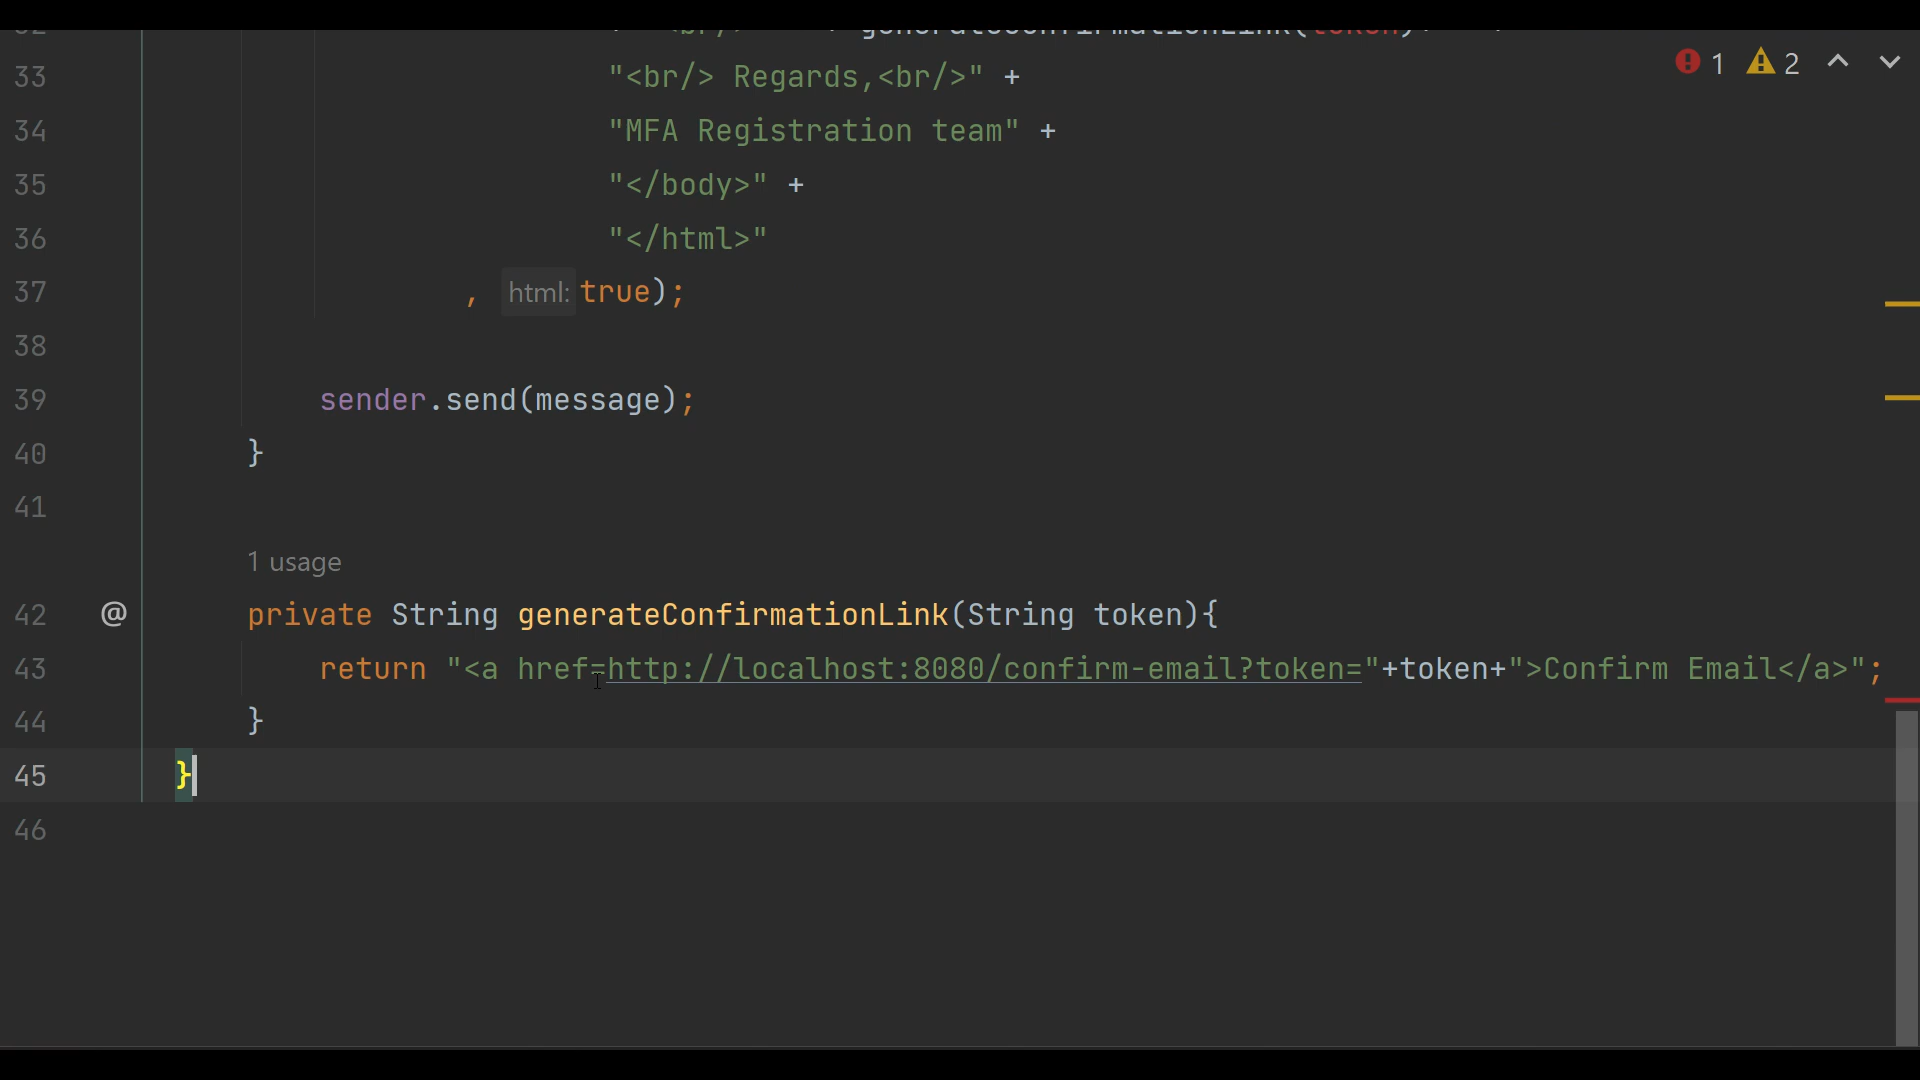 generateConfirmationLink(token)
33 "<br/> Regards,<br/>" +
34 "MFA Registration team" +
35 "</body>" +
36 "</html>"
37 , html: true);
38
39 sender.send(message);
40 }
41
1 usage
42 @ private String generateConfirmationLink(String token){
43 return "<a href=http://localhost:8080/confirm-email?token="+token+">Confirm Email</a>";
44 }
45 }
46
1 2